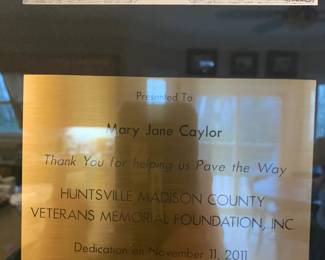 Presented To
Mary Jane Caylor
Thank You for helping us Pave the Way
HUNTSVILLE MADISON COUNTY
VETERANS MEMORIAL FOUNDATION, INC.
Dedication on November 11, 2011